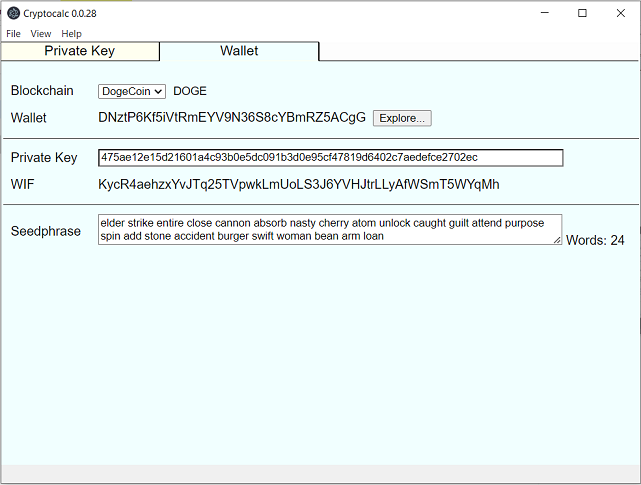 Cryptocalc 0.0.28
File View Help
Private Key Wallet
Blockchain DogeCoin DOGE
Wallet DNztP6Kf5iVtRmEYV9N36S8cYBmRZ5ACgG Explore...
Private Key 475ae12e15d21601a4c93b0e5dc091b3d0e95cf47819d6402c7aedefce2702ec
WIF KycR4aehzxYvJTq25TVpwkLmUoLS3J6YVHJtrLLyAfWSmT5WYqMh
Seedphrase elder strike entire close cannon absorb nasty cherry atom unlock caught guilt attend purpose
spin add stone accident burger swift woman bean arm loan
Words: 24